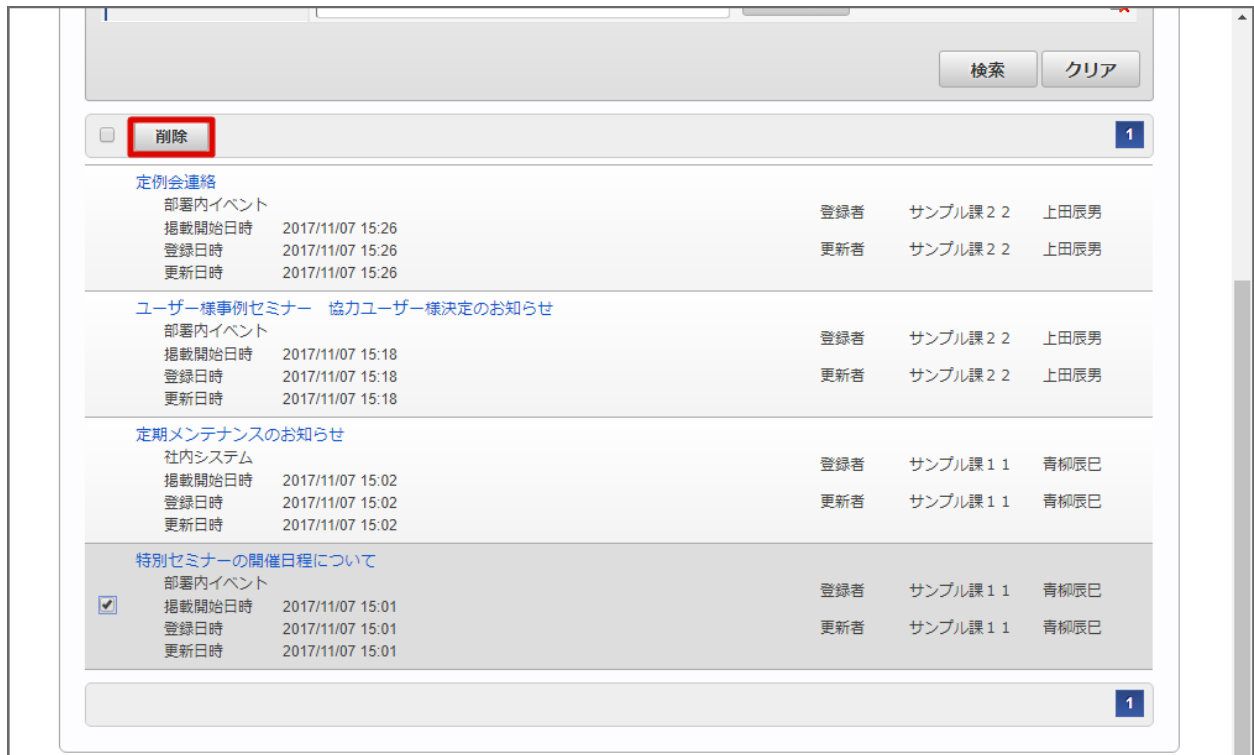 検索 クリア
削除 1
定例会連絡
部署内イベント
登録者 サンプル課２２ 上田辰男
掲載開始日時 2017/11/07 15:26
登録日時 2017/11/07 15:26
更新者 サンプル課２２ 上田辰男
更新日時 2017/11/07 15:26
ユーザー様事例セミナー　協力ユーザー様決定のお知らせ
部署内イベント
登録者 サンプル課２２ 上田辰男
掲載開始日時 2017/11/07 15:18
登録日時 2017/11/07 15:18
更新者 サンプル課２２ 上田辰男
更新日時 2017/11/07 15:18
定期メンテナンスのお知らせ
社内システム
登録者 サンプル課１１ 青柳辰巳
掲載開始日時 2017/11/07 15:02
登録日時 2017/11/07 15:02
更新者 サンプル課１１ 青柳辰巳
更新日時 2017/11/07 15:02
特別セミナーの開催日程について
部署内イベント
登録者 サンプル課１１ 青柳辰巳
掲載開始日時 2017/11/07 15:01
登録日時 2017/11/07 15:01
更新者 サンプル課１１ 青柳辰巳
更新日時 2017/11/07 15:01
1